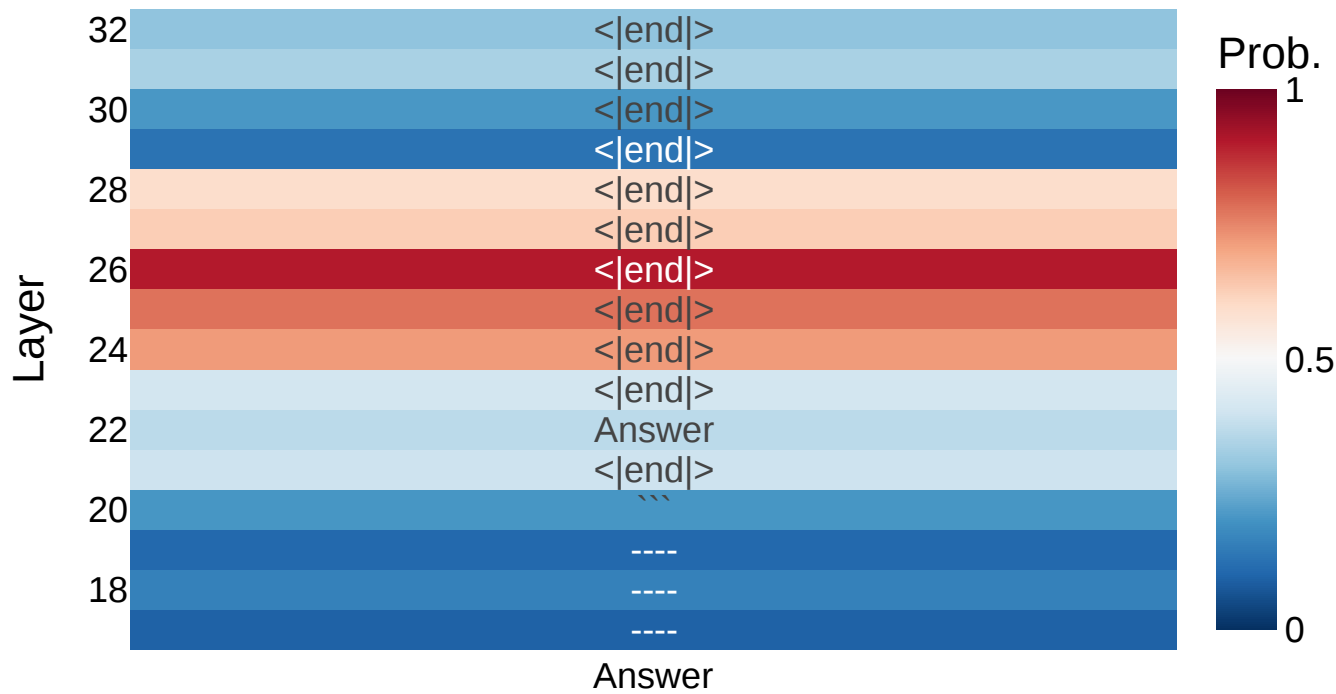 32 <|end|>
<|end|>
Prob.
1
30 <|end|>
<|end|>
28 <|end|>
<|end|>
26 <|end|>
Layer
<|end|>
24 <|end|>
0.5
<|end|>
22 Answer
<|end|>
20 ```
----
18 ----
----
0
Answer